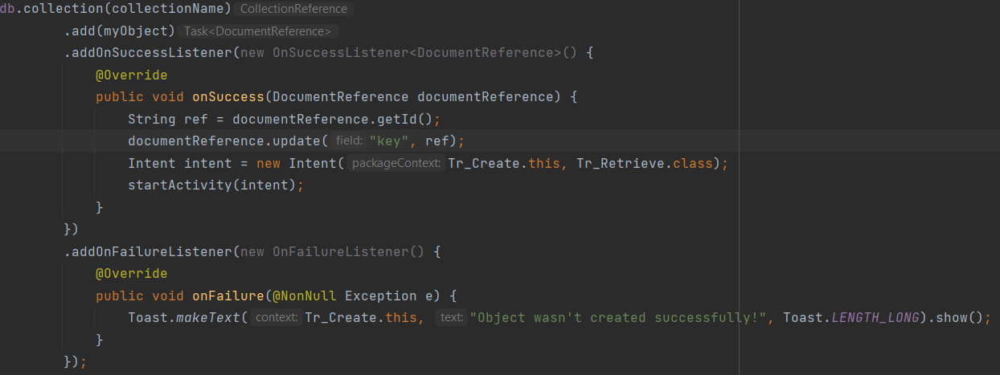 db.collection(collectionName) CollectionReference
.add(myObject) Task<DocumentReference>
.addOnSuccessListener(new OnSuccessListener<DocumentReference>() {
@Override
public void onSuccess(DocumentReference documentReference) {
String ref = documentReference.getId();
documentReference.update( field: "key", ref);
Intent intent = new Intent( packageContext: Tr_Create.this, Tr_Retrieve.class);
startActivity(intent);
}
})
.addOnFailureListener(new OnFailureListener() {
@Override
public void onFailure(@NonNull Exception e) {
Toast.makeText( context: Tr_Create.this, text: "Object wasn't created successfully!", Toast.LENGTH_LONG).show();
}
});